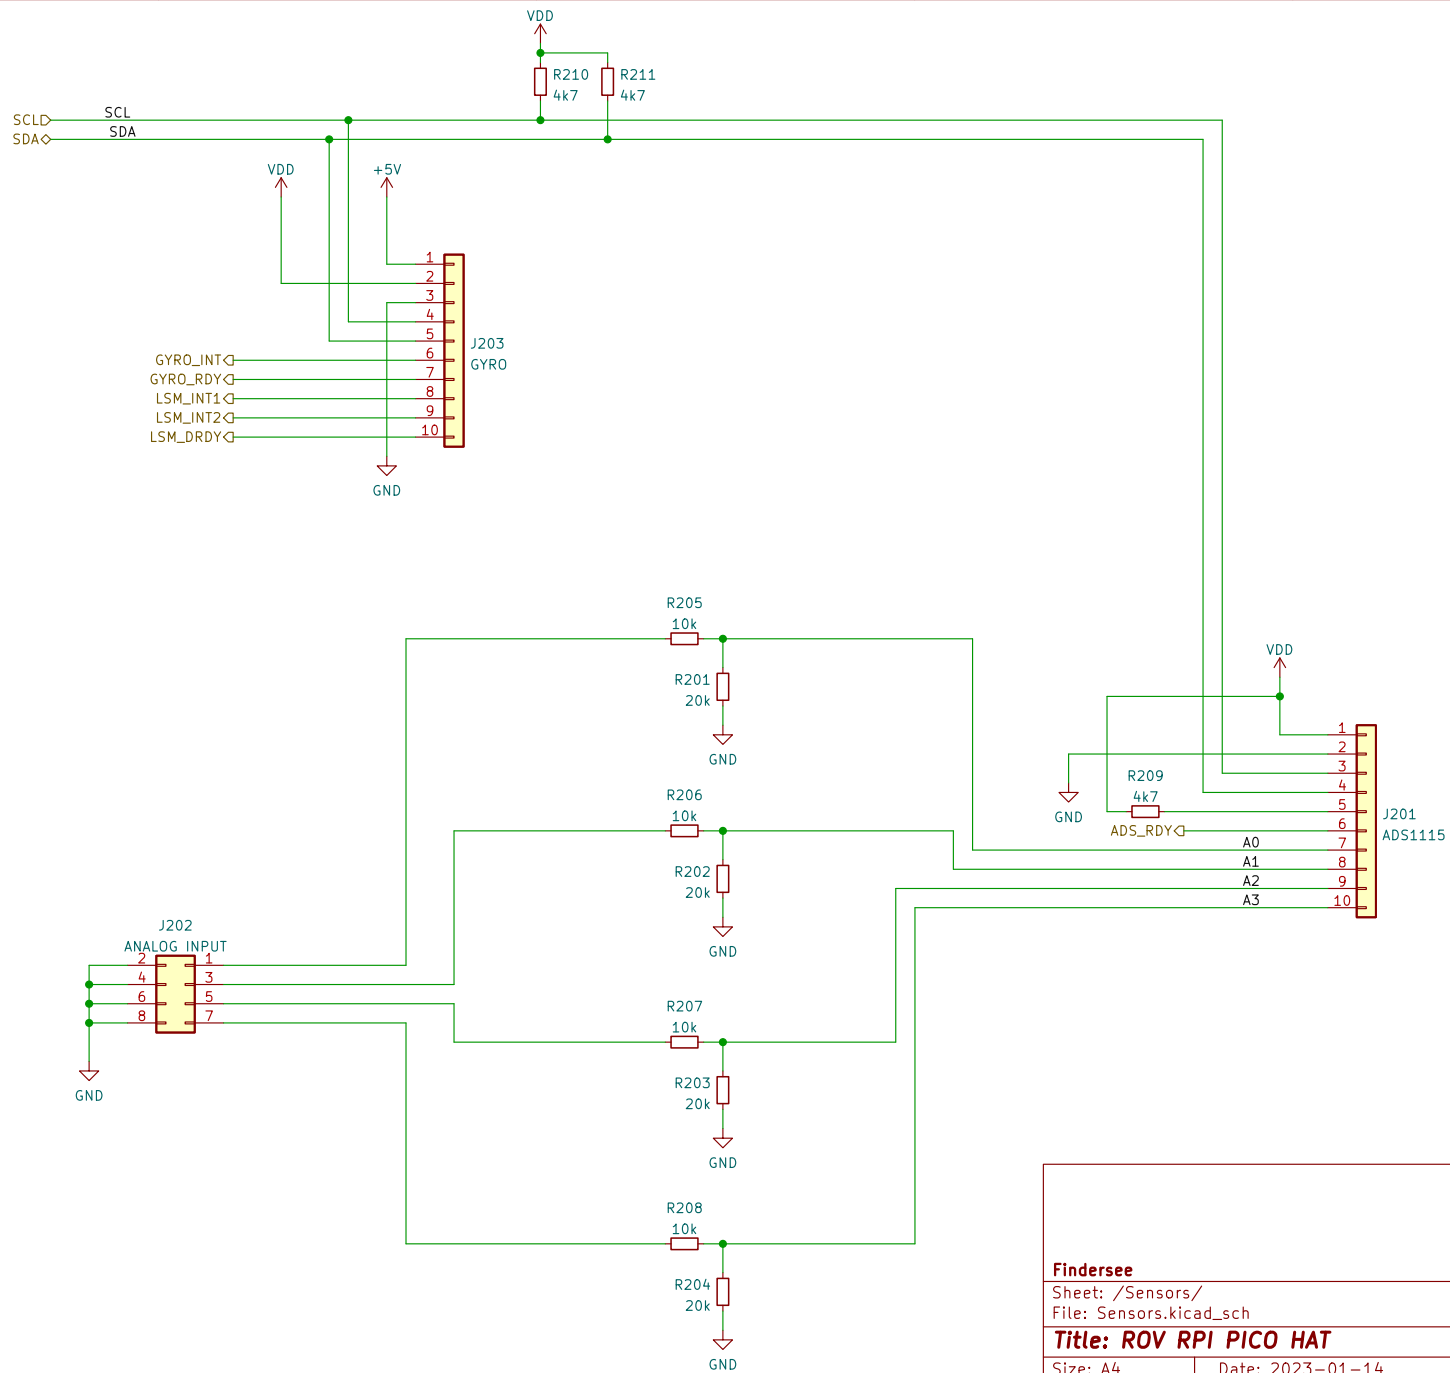 VDD
R210
4k7
R211
4k7
SCL
SCL
SDA
SDA
VDD
+5V
1
2
3
4
5
6
7
8
9
10
J203
GYRO
GYRO_INT
GYRO_RDY
LSM_INT1
LSM_INT2
LSM_DRDY
GND
R205
10k
R201
20k
GND
R206
10k
R202
20k
GND
VDD
R209
4k7
GND
ADS_RDY
A0
A1
A2
A3
1
2
3
4
5
6
7
8
9
10
J201
ADS1115
J202
ANALOG INPUT
2 1
4 3
6 5
8 7
GND
R207
10k
R203
20k
GND
R208
10k
R204
20k
GND
Findersee
Sheet: /Sensors/
File: Sensors.kicad_sch
Title: ROV RPI PICO HAT
Size: A4 Date: 2023-01-14